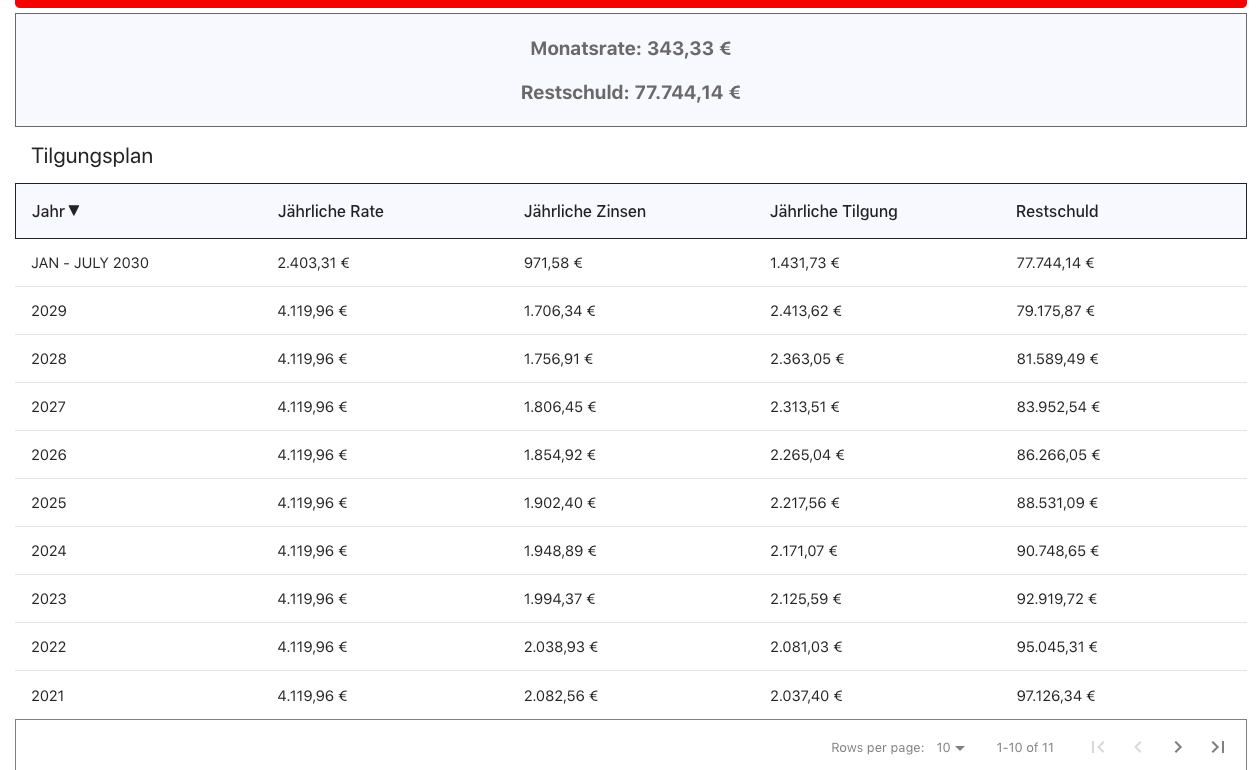 Monatsrate: 343,33 €
Restschuld: 77.744,14 €
Tilgungsplan
Jahr▼ Jährliche Rate Jährliche Zinsen Jährliche Tilgung Restschuld
JAN - JULY 2030 2.403,31 € 971,58 € 1.431,73 € 77.744,14 €
2029 4.119,96 € 1.706,34 € 2.413,62 € 79.175,87 €
2028 4.119,96 € 1.756,91 € 2.363,05 € 81.589,49 €
2027 4.119,96 € 1.806,45 € 2.313,51 € 83.952,54 €
2026 4.119,96 € 1.854,92 € 2.265,04 € 86.266,05 €
2025 4.119,96 € 1.902,40 € 2.217,56 € 88.531,09 €
2024 4.119,96 € 1.948,89 € 2.171,07 € 90.748,65 €
2023 4.119,96 € 1.994,37 € 2.125,59 € 92.919,72 €
2022 4.119,96 € 2.038,93 € 2.081,03 € 95.045,31 €
2021 4.119,96 € 2.082,56 € 2.037,40 € 97.126,34 €
Rows per page: 10 1-10 of 11